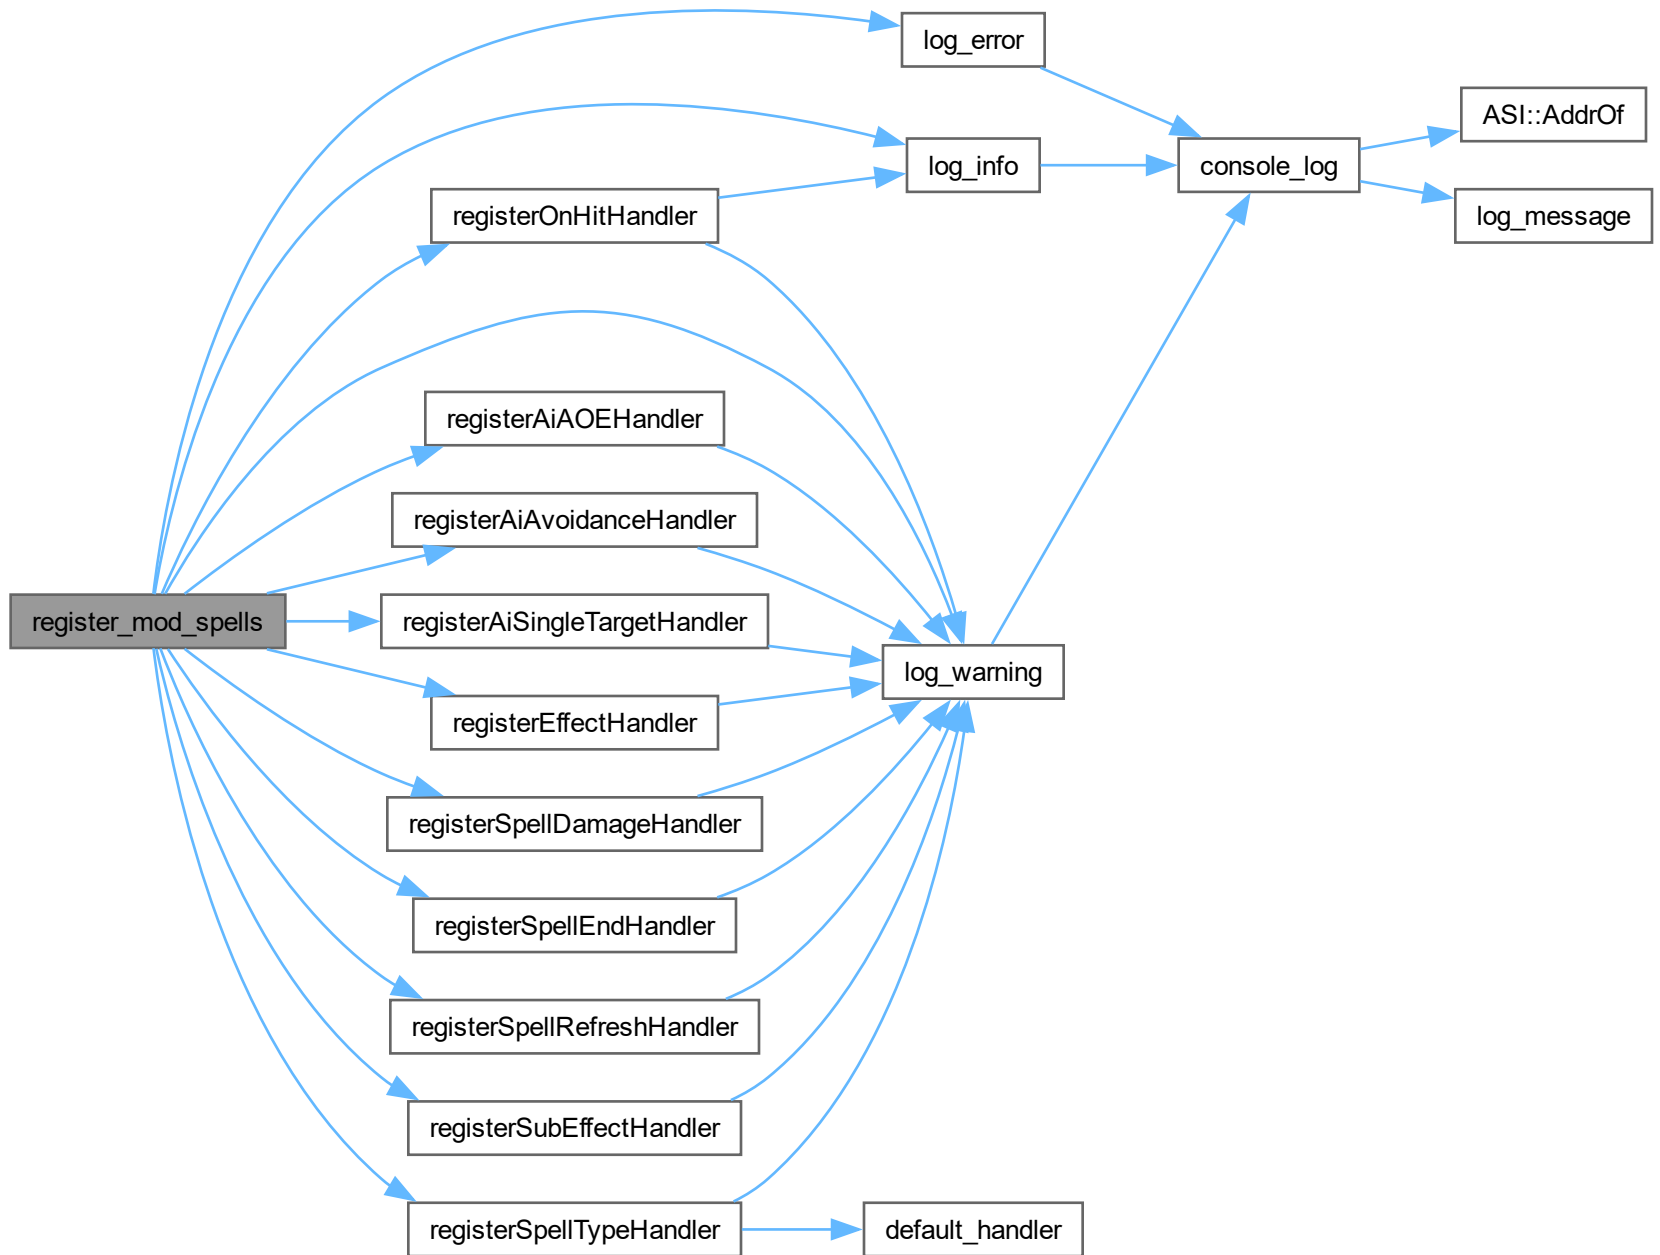 log_error
ASI::AddrOf
log_info
console_log
registerOnHitHandler
log_message
registerAiAOEHandler
registerAiAvoidanceHandler
register_mod_spells
registerAiSingleTargetHandler
log_warning
registerEffectHandler
registerSpellDamageHandler
registerSpellEndHandler
registerSpellRefreshHandler
registerSubEffectHandler
registerSpellTypeHandler
default_handler